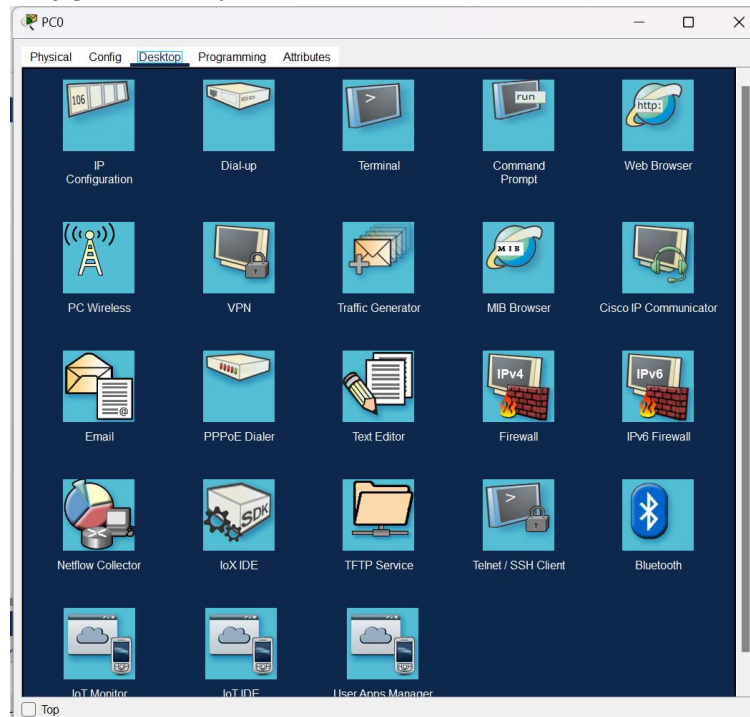 PC0
Physical Config Desktop Programming Attributes
106
run
http:
IP
Configuration
Dial-up
Terminal
Command
Prompt
Web Browser
MIB
PC Wireless
VPN
Traffic Generator
MIB Browser
Cisco IP Communicator
@
IPv4
IPv6
Email
PPPoE Dialer
Text Editor
Firewall
IPv6 Firewall
SDK
Netflow Collector
IoX IDE
TFTP Service
Telnet / SSH Client
Bluetooth
IoT Monitor
IoT IDE
User Apps Manager
Top